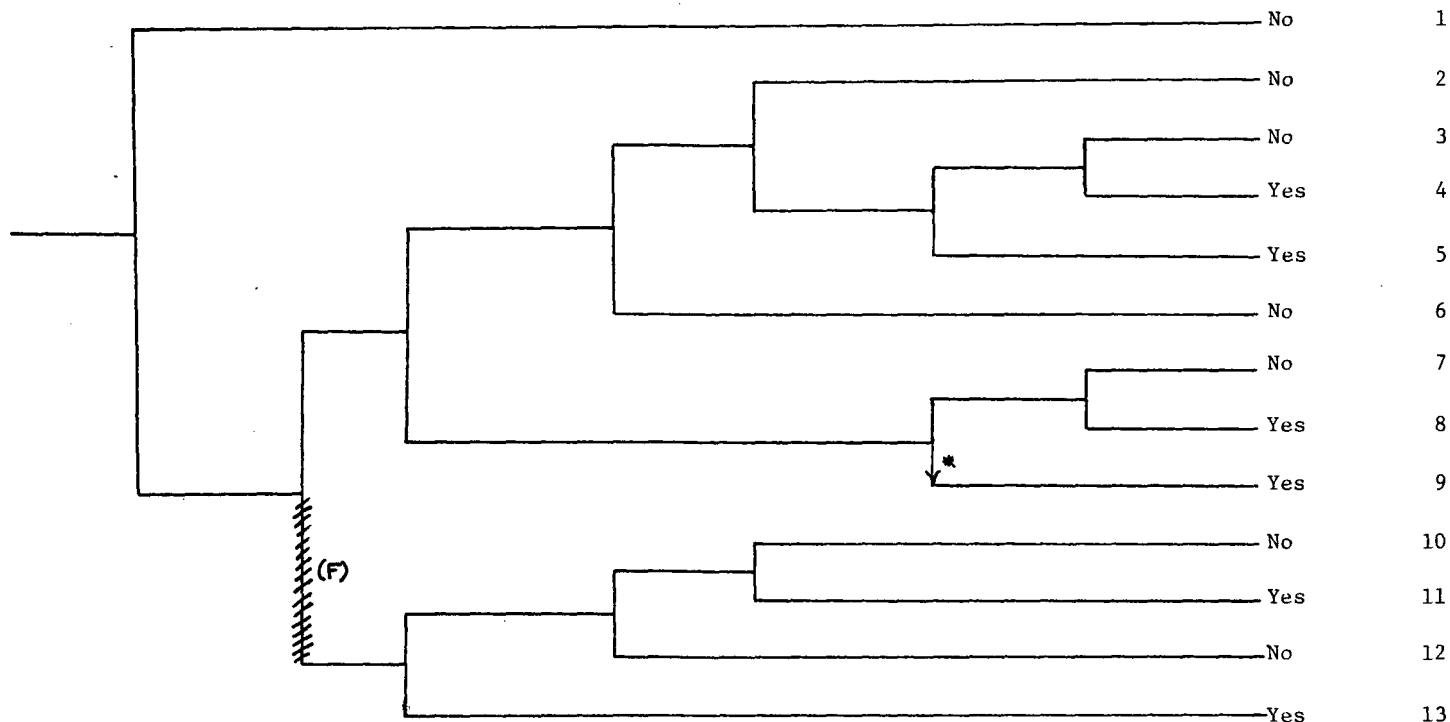 No 1
No 2
No 3
Yes 4
Yes 5
No 6
No 7
Yes 8
*
Yes 9
No 10
(F)
Yes 11
No 12
Yes 13